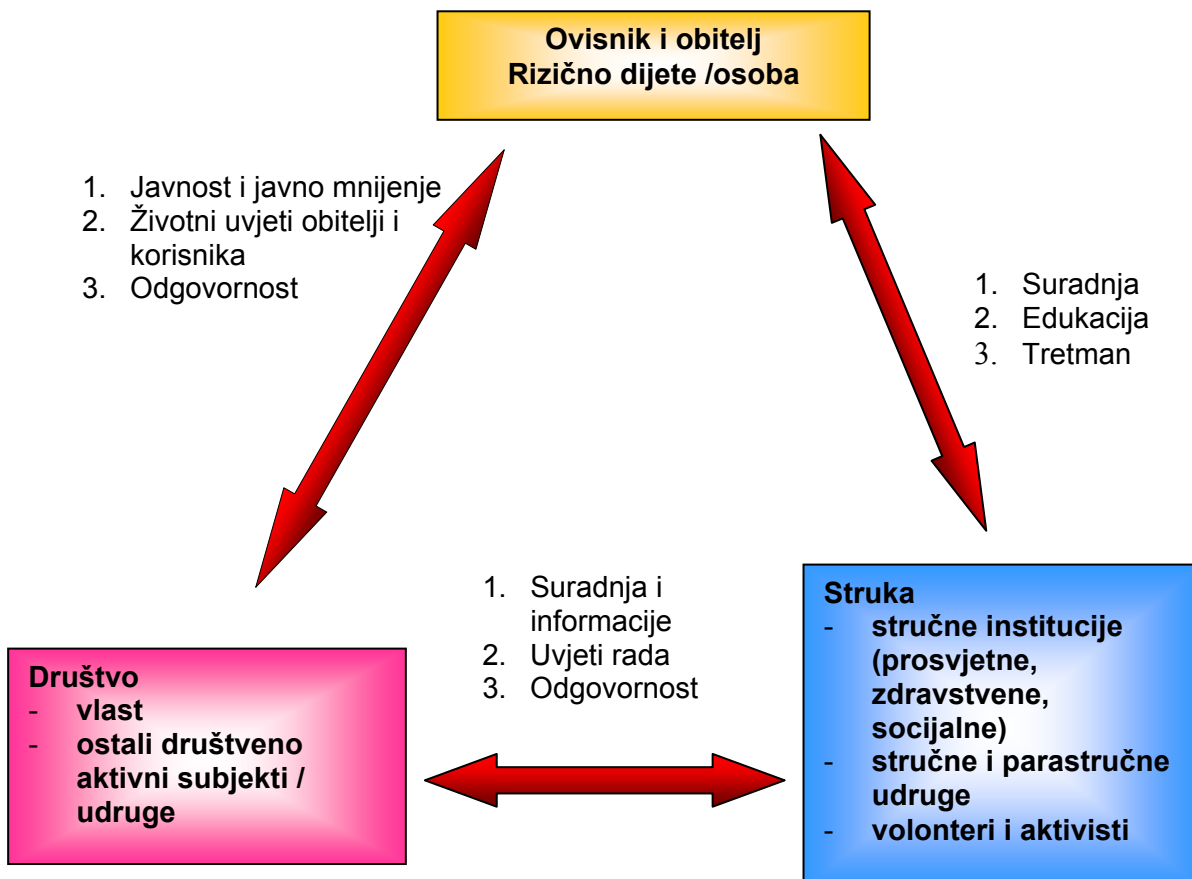 Ovisnik i obitelj
Rizično dijete /osoba
1. Javnost i javno mnijenje
2. Životni uvjeti obitelji i
korisnika
3. Odgovornost
1. Suradnja
2. Edukacija
3. Tretman
1. Suradnja i
informacije
2. Uvjeti rada
3. Odgovornost
Društvo
- vlast
- ostali društveno
aktivni subjekti /
udruge
Struka
- stručne institucije
(prosvjetne,
zdravstvene,
socijalne)
- stručne i parastručne
udruge
- volonteri i aktivisti